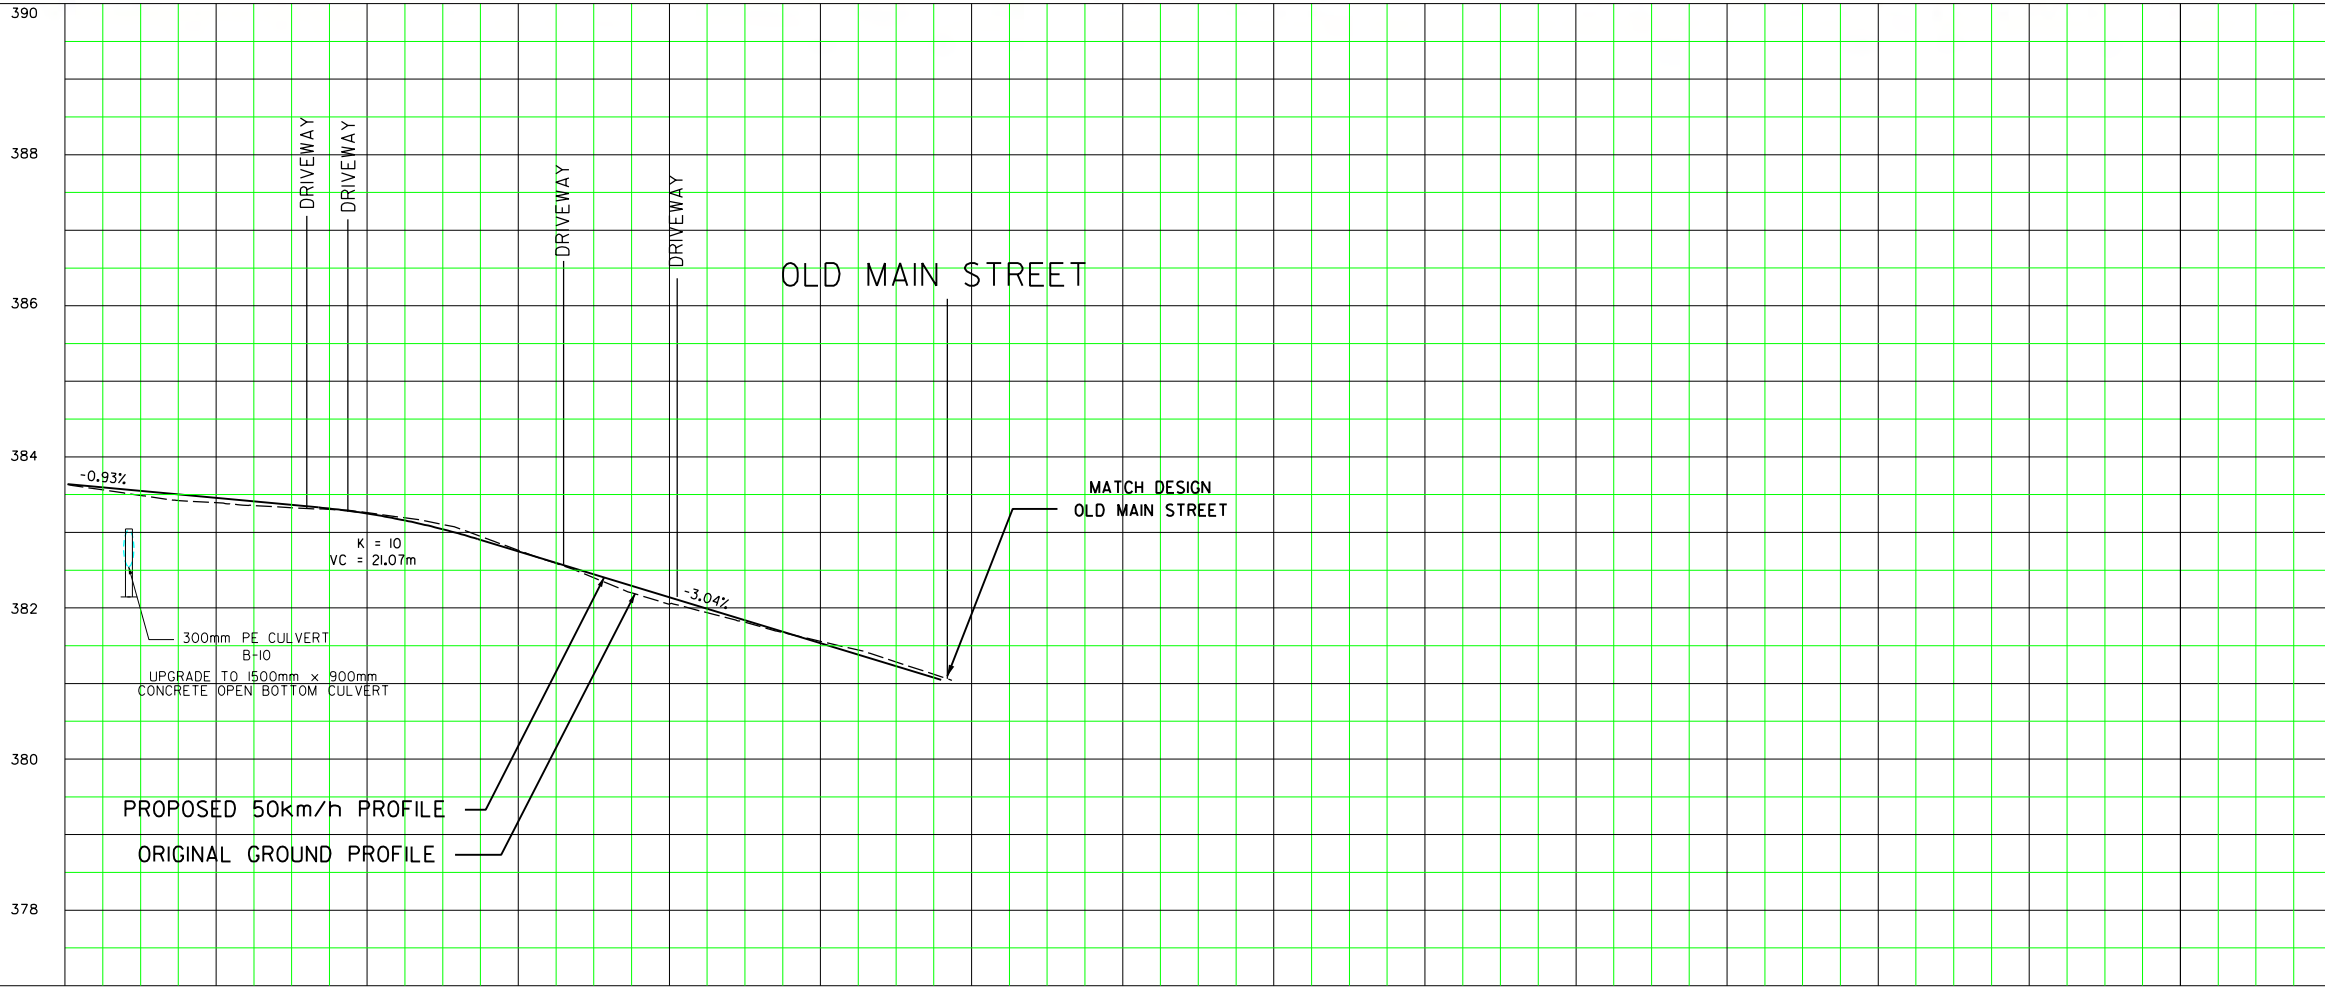 390
388
386
384
382
380
378
DRIVEWAY
DRIVEWAY
DRIVEWAY
DRIVEWAY
OLD MAIN STREET
-0.93%
K = 10
VC = 21.07m
-3.04%
MATCH DESIGN
OLD MAIN STREET
300mm PE CULVERT
B-10
UPGRADE TO 1500mm x 900mm
CONCRETE OPEN BOTTOM CULVERT
PROPOSED 50km/h PROFILE
ORIGINAL GROUND PROFILE